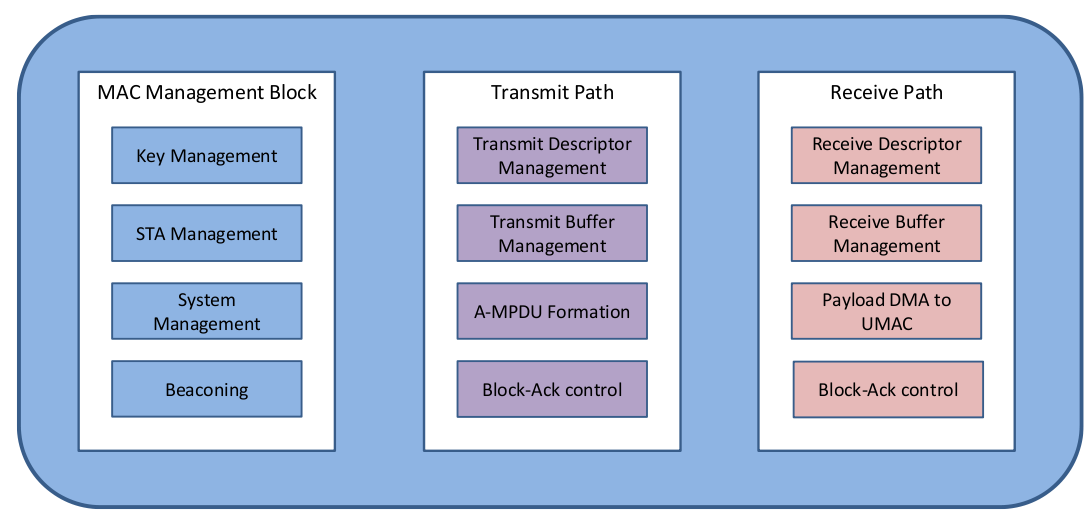 MAC Management Block
Key Management
STA Management
System
Management
Beaconing
Transmit Path
Transmit Descriptor
Management
Transmit Buffer
Management
A-MPDU Formation
Block-Ack control
Receive Path
Receive Descriptor
Management
Receive Buffer
Management
Payload DMA to
UMAC
Block-Ack control